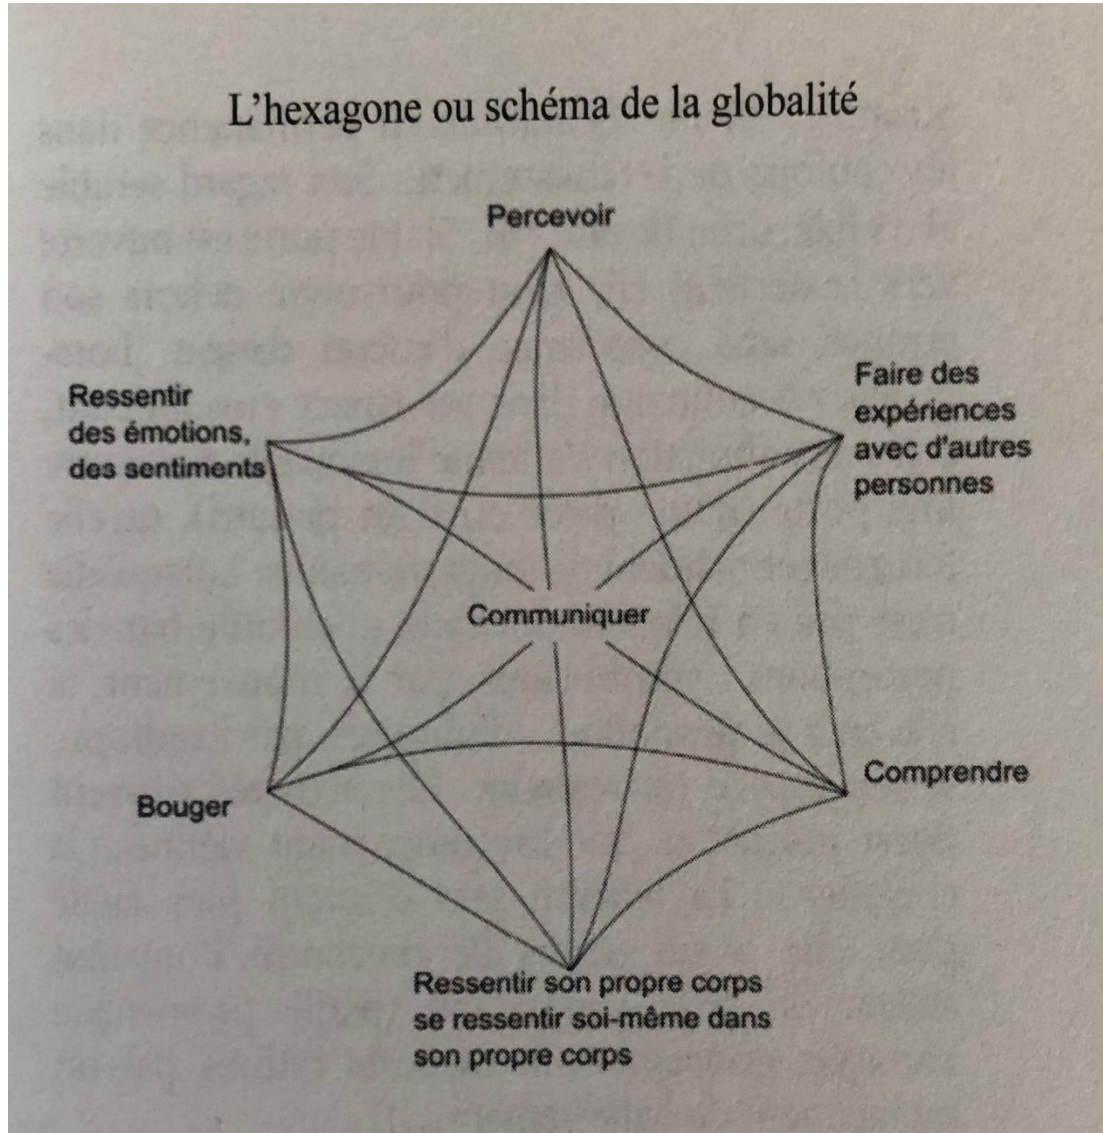 L'hexagone ou schéma de la globalité
Percevoir
Ressentir
des émotions,
des sentiments
Faire des
expériences
avec d'autres
personnes
Communiquer
Bouger
Comprendre
Ressentir son propre corps
se ressentir soi-même dans
son propre corps